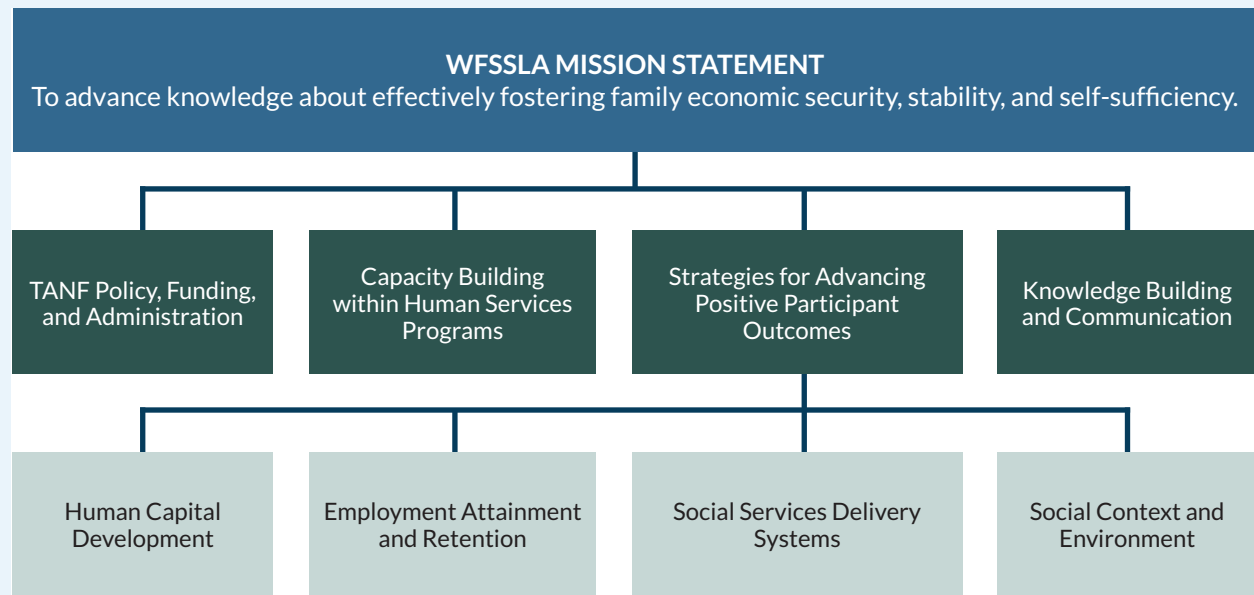 WFSSLA MISSION STATEMENT
To advance knowledge about effectively fostering family economic security, stability, and self-sufficiency.
TANF Policy, Funding,
and Administration
Capacity Building
within Human Services
Programs
Strategies for Advancing
Positive Participant
Outcomes
Knowledge Building
and Communication
Human Capital
Development
Employment Attainment
and Retention
Social Services Delivery
Systems
Social Context and
Environment